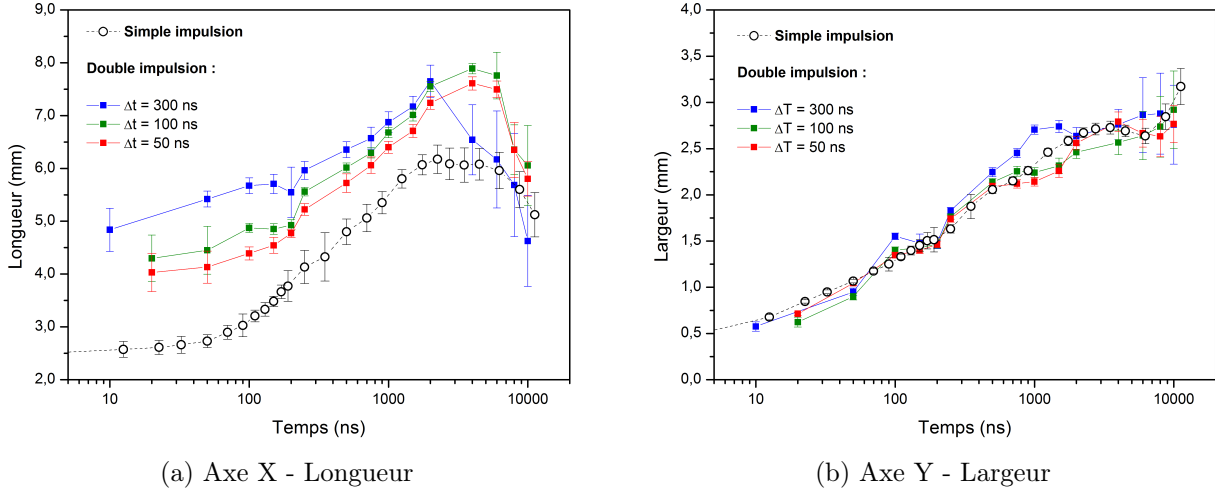 9,0
8,0
7,0
6,0
5,0
4,0
3,0
2,0
Longueur (mm)
Simple impulsion
Double impulsion :
Δt = 300 ns
Δt = 100 ns
Δt = 50 ns
10
100
1000
10000
Temps (ns)
(a) Axe X - Longueur
4,0
3,5
3,0
2,5
2,0
1,5
1,0
0,5
0,0
Largeur (mm)
Simple impulsion
Double impulsion :
ΔT = 300 ns
ΔT = 100 ns
ΔT = 50 ns
10
100
1000
10000
Temps (ns)
(b) Axe Y - Largeur